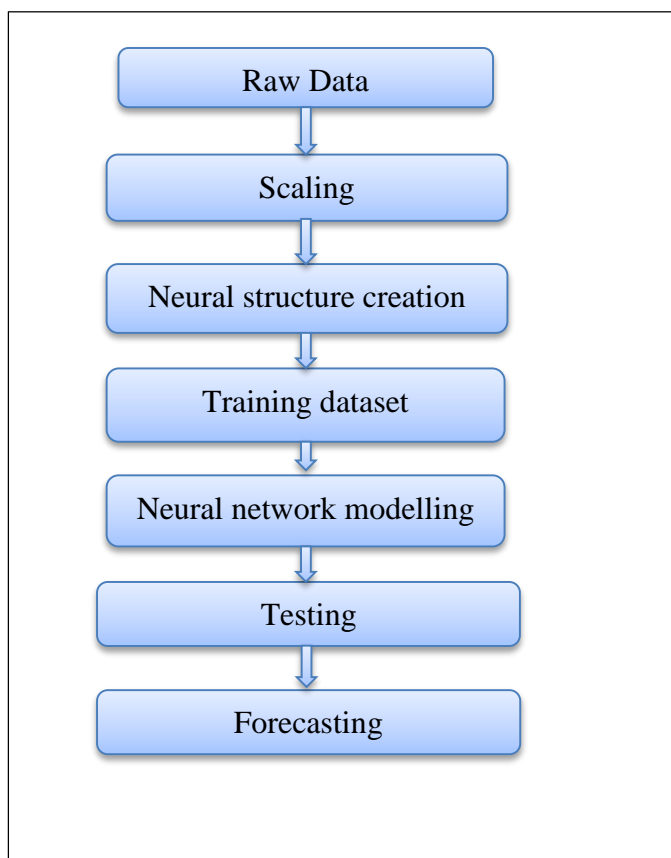 Raw Data
Scaling
Neural structure creation
Training dataset
Neural network modelling
Testing
Forecasting